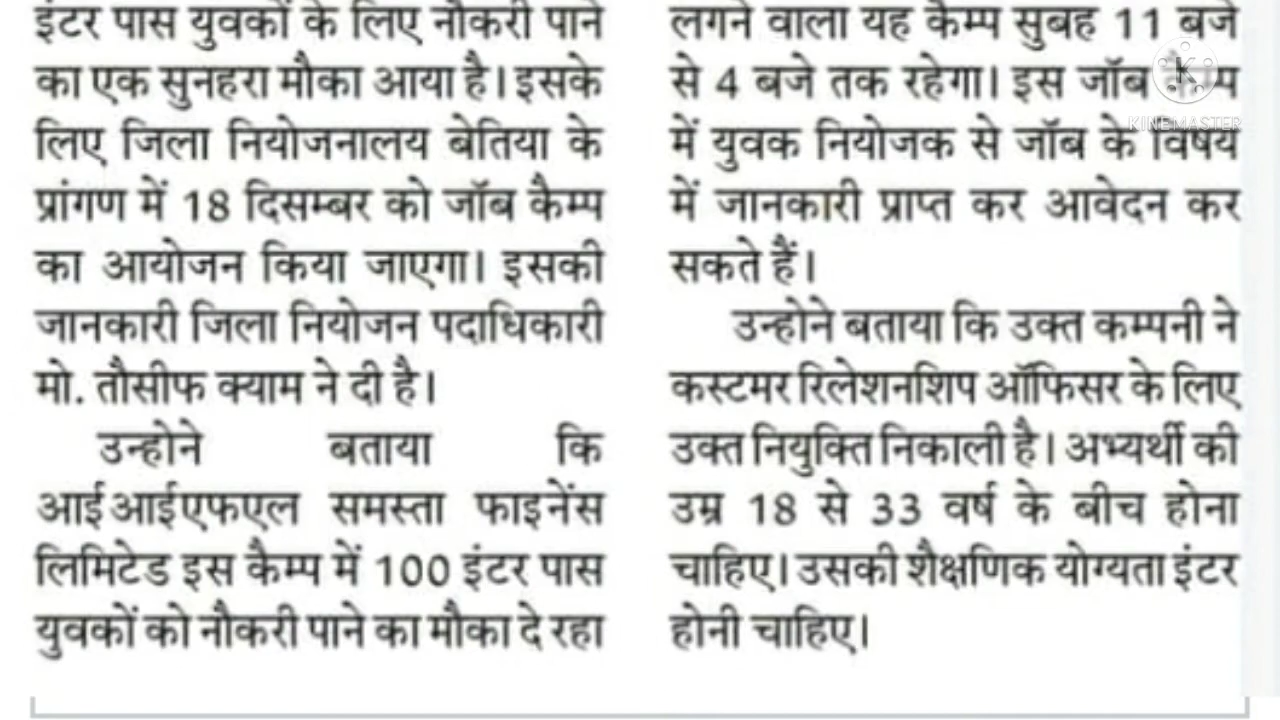 इंटर पास युवकों के लिए नौकरी पाने
का एक सुनहरा मौका आया है। इसके
लिए जिला नियोजनालय बेतिया के
प्रांगण में 18 दिसम्बर को जॉब कैम्प
का आयोजन किया जाएगा। इसकी
जानकारी जिला नियोजन पदाधिकारी
मो. तौसीफ क्याम ने दी है।
उन्होने बताया कि
आईआईएफएल समस्ता फाइनेंस
लिमिटेड इस कैम्प में 100 इंटर पास
युवकों को नौकरी पाने का मौका दे रहा
लगने वाला यह कैम्प सुबह 11 बजे
से 4 बजे तक रहेगा। इस जॉब कैम्प
में युवक नियोजक से जॉब के विषय
में जानकारी प्राप्त कर आवेदन कर
सकते हैं।
उन्होने बताया कि उक्त कम्पनी ने
कस्टमर रिलेशनशिप ऑफिसर के लिए
उक्त नियुक्ति निकाली है। अभ्यर्थी की
उम्र 18 से 33 वर्ष के बीच होना
चाहिए। उसकी शैक्षणिक योग्यता इंटर
होनी चाहिए।
K
KINEMASTER